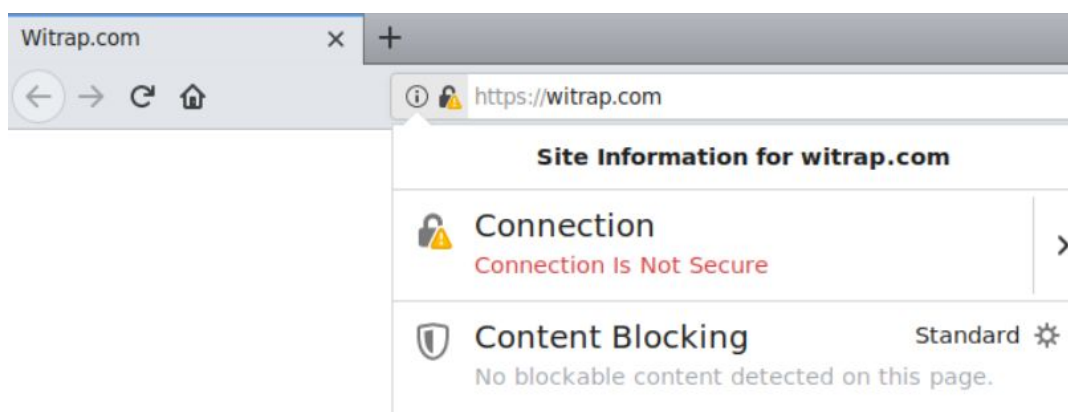 Witrap.com
https://witrap.com
Site Information for witrap.com
Connection
Connection Is Not Secure
Content Blocking Standard
No blockable content detected on this page.